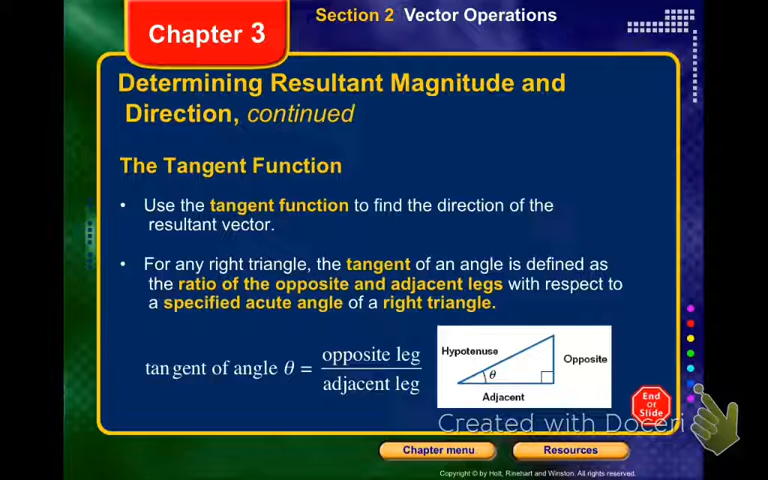 Section 2 Vector Operations
Chapter 3
Determining Resultant Magnitude and
Direction, continued
The Tangent Function
• Use the tangent function to find the direction of the
resultant vector.
• For any right triangle, the tangent of an angle is defined as
the ratio of the opposite and adjacent legs with respect to
a specified acute angle of a right triangle.
tangent of angle θ = opposite leg
adjacent leg
Hypotenuse
Opposite
θ
Adjacent
End
of
Slide
Created with Doceri
Chapter menu
Resources
Copyright © by Holt, Rinehart and Winston. All rights reserved.